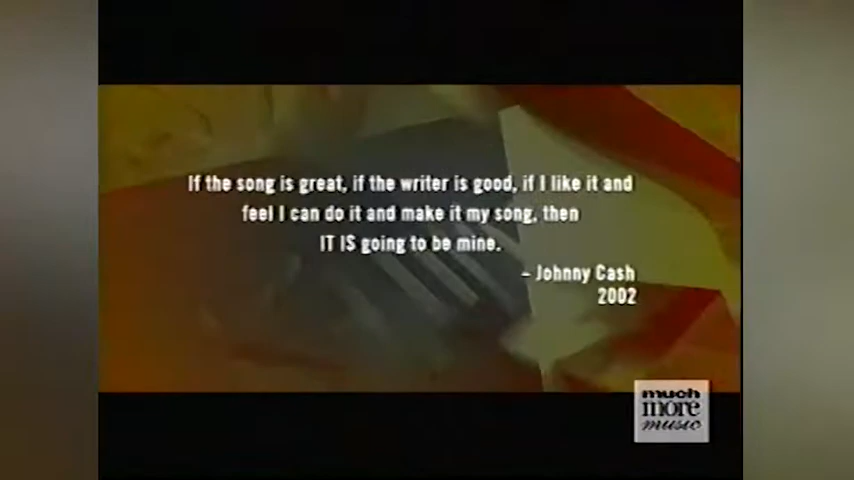 If the song is great, if the writer is good, if I like it and
feel I can do it and make it my song, then
IT IS going to be mine.
– Johnny Cash
2002
much
more
music